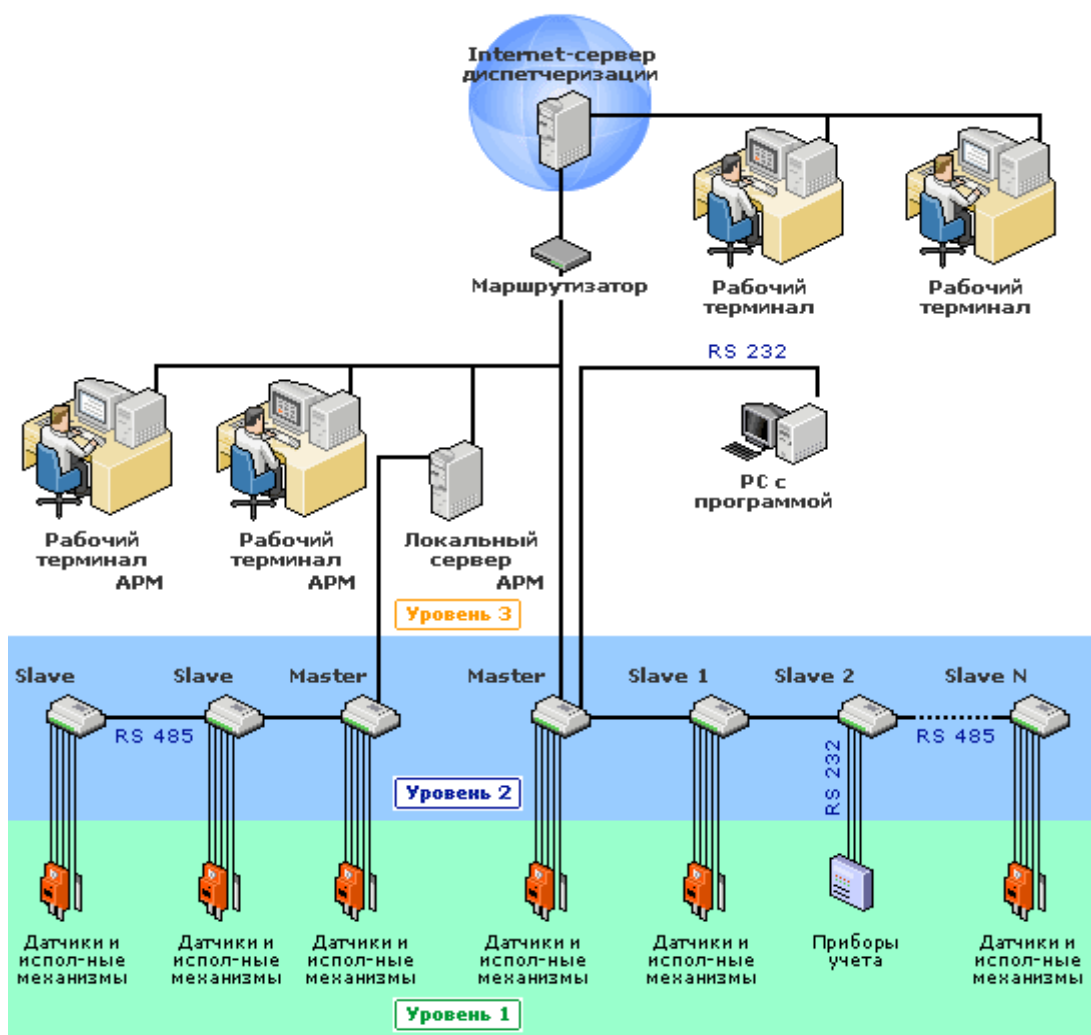 Internet-сервер
диспетчеризации
Маршрутизатор
Рабочий
терминал
Рабочий
терминал
RS 232
PC с
программой
Рабочий
терминал
АРМ
Рабочий
терминал
АРМ
Локальный
сервер
АРМ
Уровень 3
Slave
Slave
Master
Master
Slave 1
Slave 2
Slave N
RS 485
RS 232
RS 485
Уровень 2
Датчики и
испол-ные
механизмы
Датчики и
испол-ные
механизмы
Датчики и
испол-ные
механизмы
Датчики и
испол-ные
механизмы
Датчики и
испол-ные
механизмы
Приборы
учета
Датчики и
испол-ные
механизмы
Уровень 1